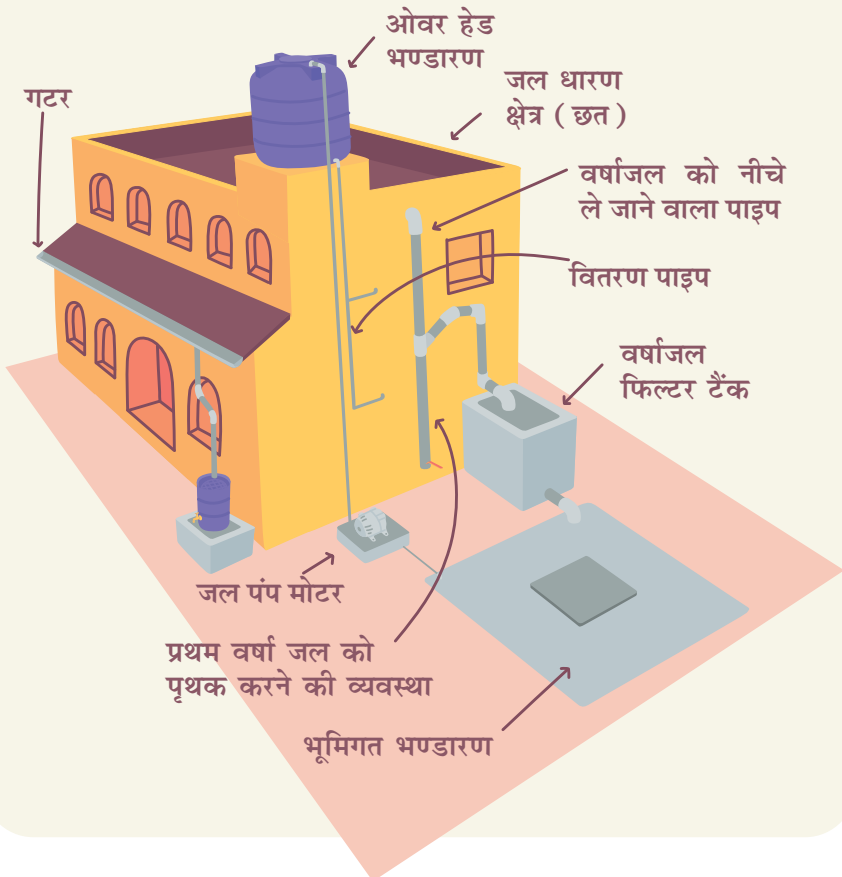 ओवर हेड
भण्डारण
जल धारण
क्षेत्र ( छत )
गटर
वर्षाजल को नीचे
ले जाने वाला पाइप
वितरण पाइप
वर्षाजल
फिल्टर टैंक
जल पंप मोटर
प्रथम वर्षा जल को
पृथक करने की व्यवस्था
भूमिगत भण्डारण